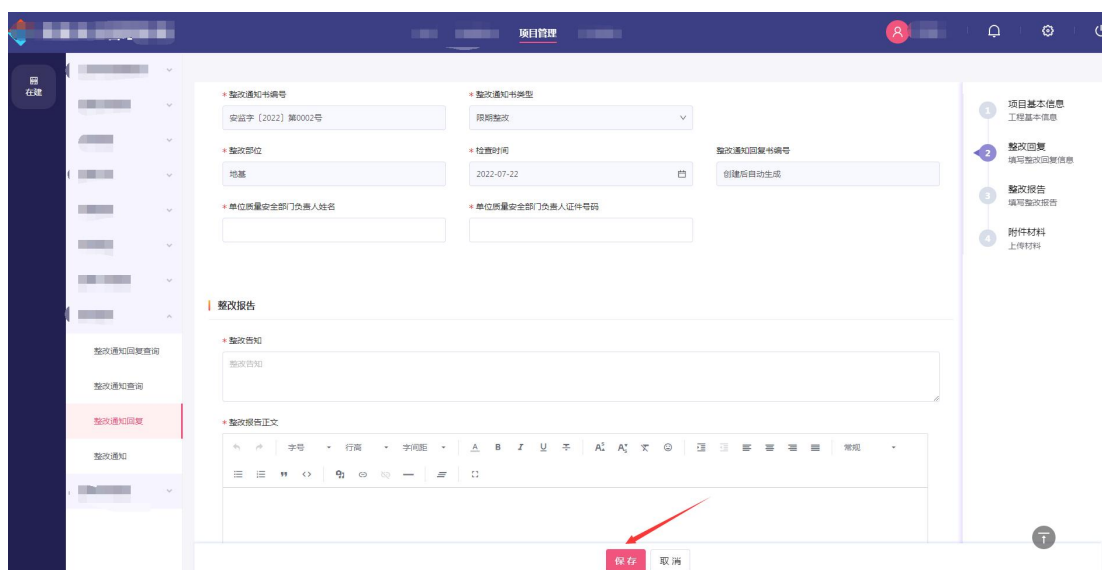 项目管理
在建
整改通知回复查询
整改通知查询
整改通知回复
整改通知
* 整改通知书编号
* 整改通知书类型
安监字〔2022〕第0002号
限期整改
* 整改部位
* 检查时间
整改通知回复书编号
地基
2022-07-22
创建后自动生成
* 单位质量安全部门负责人姓名
* 单位质量安全部门负责人证件号码
整改报告
* 整改告知
整改告知
* 整改报告正文
字号
行高
字间距
常规
保存
取消
1
项目基本信息
工程基本信息
2
整改回复
填写整改回复信息
3
整改报告
填写整改报告
4
附件材料
上传材料